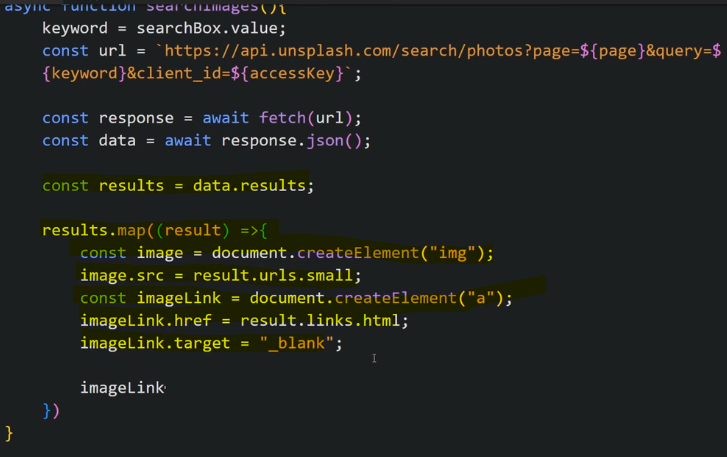 async function searchImages(){
keyword = searchBox.value;
const url = `https://api.unsplash.com/search/photos?page=${page}&query=$
{keyword}&client_id=${accessKey}`;
const response = await fetch(url);
const data = await response.json();
const results = data.results;
results.map((result) =>{
const image = document.createElement("img");
image.src = result.urls.small;
const imageLink = document.createElement("a");
imageLink.href = result.links.html;
imageLink.target = "_blank";
imageLink
})
}